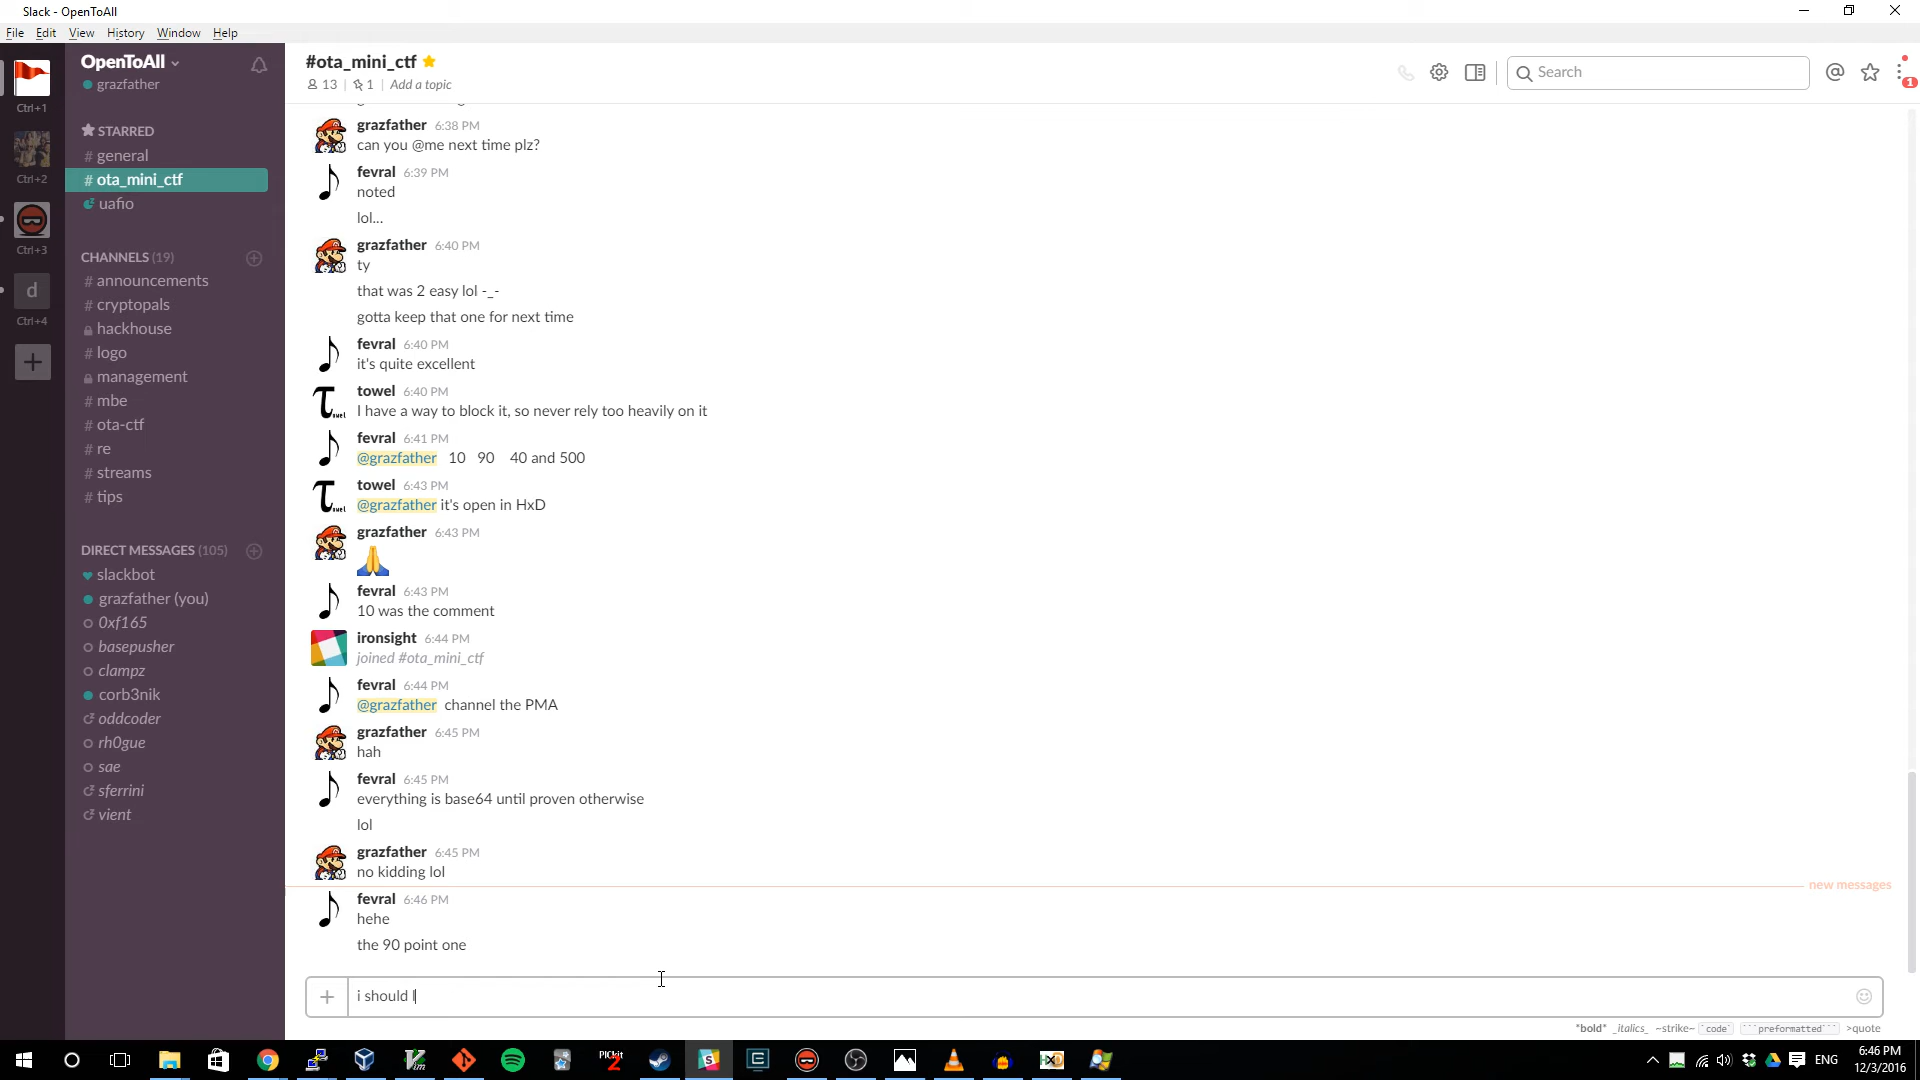 Slack - OpenToAll
File Edit View History Window Help
OpenToAll
grazfather
Ctrl+1
Ctrl+2
Ctrl+3
d
Ctrl+4
STARRED
# general
# ota_mini_ctf
uafio
CHANNELS (19)
# announcements
# cryptopals
hackhouse
# logo
management
# mbe
# ota-ctf
# re
# streams
# tips
DIRECT MESSAGES (105)
slackbot
grazfather (you)
0xf165
basepusher
clampz
corb3nik
oddcoder
rh0gue
sae
sferrini
vient
#ota_mini_ctf
13 | 1 | Add a topic
Search
1
grazfather 6:38 PM
can you @me next time plz?
fevral 6:39 PM
noted
lol...
grazfather 6:40 PM
ty
that was 2 easy lol -_-
gotta keep that one for next time
fevral 6:40 PM
it's quite excellent
towel 6:40 PM
I have a way to block it, so never rely too heavily on it
fevral 6:41 PM
@grazfather 10 90 40 and 500
towel 6:43 PM
@grazfather it's open in HxD
grazfather 6:43 PM
fevral 6:43 PM
10 was the comment
ironsight 6:44 PM
joined #ota_mini_ctf
fevral 6:44 PM
@grazfather channel the PMA
grazfather 6:45 PM
hah
fevral 6:45 PM
everything is base64 until proven otherwise
lol
grazfather 6:45 PM
no kidding lol
new messages
fevral 6:46 PM
hehe
the 90 point one
i should l
*bold* _italics_ ~strike~ `code` ```preformatted``` >quote
ENG
6:46 PM
12/3/2016